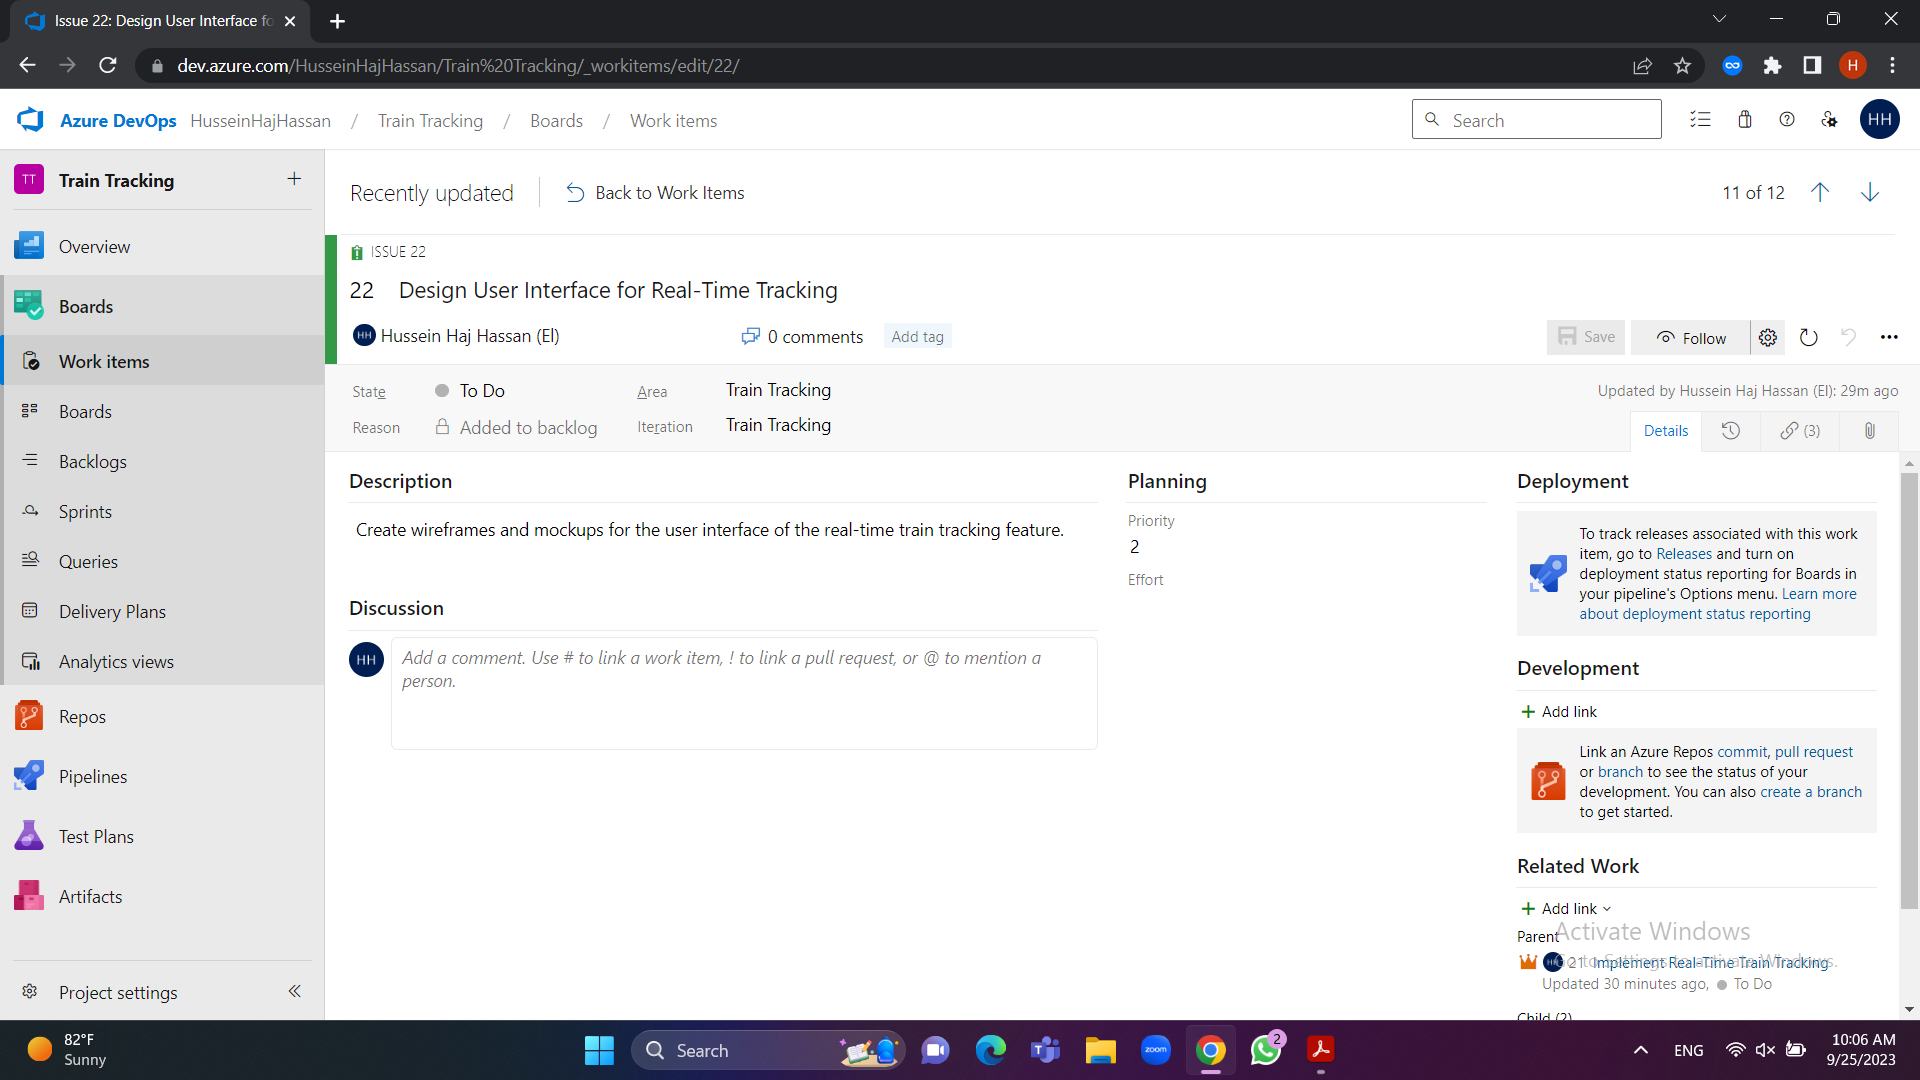 Issue 22: Design User Interface fo
dev.azure.com/HusseinHajHassan/Train%20Tracking/_workitems/edit/22/
H
Azure DevOps HusseinHajHassan / Train Tracking / Boards / Work items
Search
HH
TT Train Tracking
Recently updated
Back to Work Items
11 of 12
Overview
Boards
Work items
Boards
Backlogs
Sprints
Queries
Delivery Plans
Analytics views
Repos
Pipelines
Test Plans
Artifacts
Project settings
ISSUE 22
22 Design User Interface for Real-Time Tracking
HH Hussein Haj Hassan (El)
0 comments
Add tag
Save
Follow
State To Do
Area Train Tracking
Reason Added to backlog
Iteration Train Tracking
Updated by Hussein Haj Hassan (El): 29m ago
Details
(3)
Description
Create wireframes and mockups for the user interface of the real-time train tracking feature.
Discussion
HH
Add a comment. Use # to link a work item, ! to link a pull request, or @ to mention a
person.
Planning
Priority
2
Effort
Deployment
To track releases associated with this work
item, go to Releases and turn on
deployment status reporting for Boards in
your pipeline's Options menu. Learn more
about deployment status reporting
Development
Add link
Link an Azure Repos commit, pull request
or branch to see the status of your
development. You can also create a branch
to get started.
Related Work
Add link
Parent
HH 21 Implement Real-Time Train Tracking
Updated 30 minutes ago, To Do
Child (2)
Activate Windows
Go to Settings to activate Windows.
82°F
Sunny
Search
zoom
2
ENG
10:06 AM
9/25/2023